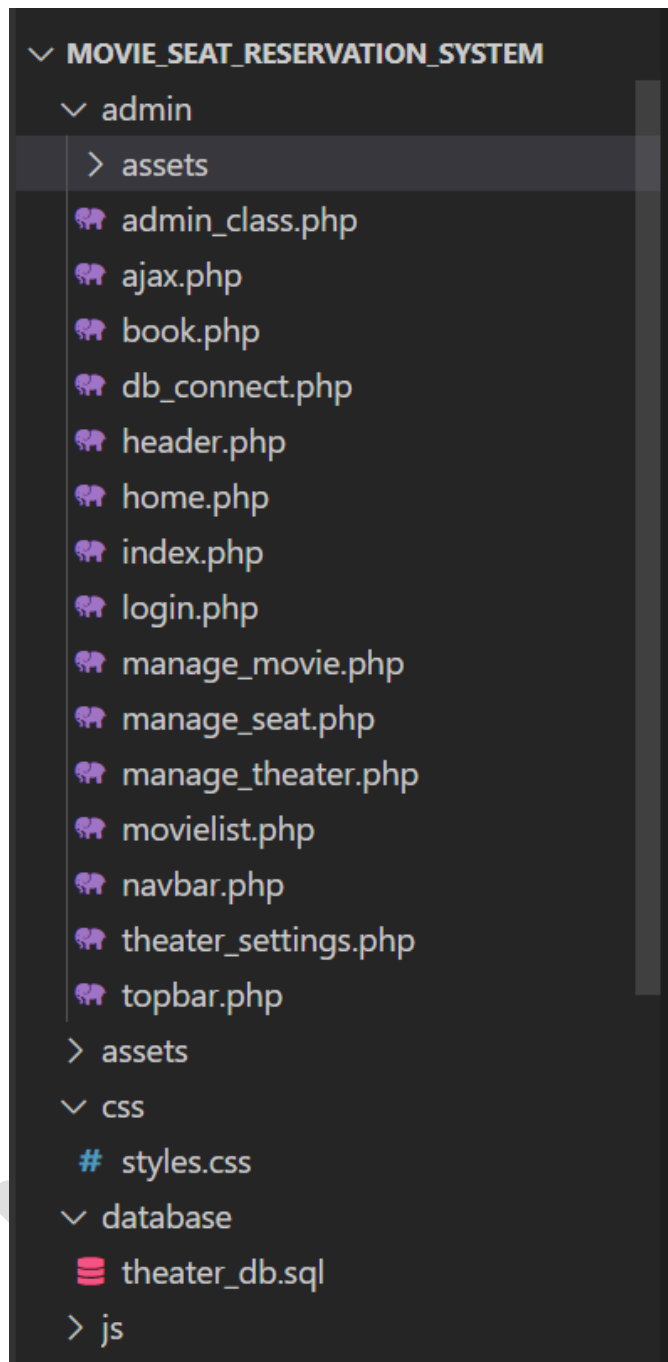 MOVIE_SEAT_RESERVATION_SYSTEM
admin
assets
admin_class.php
ajax.php
book.php
db_connect.php
header.php
home.php
index.php
login.php
manage_movie.php
manage_seat.php
manage_theater.php
movielist.php
navbar.php
theater_settings.php
topbar.php
assets
css
# styles.css
database
theater_db.sql
js